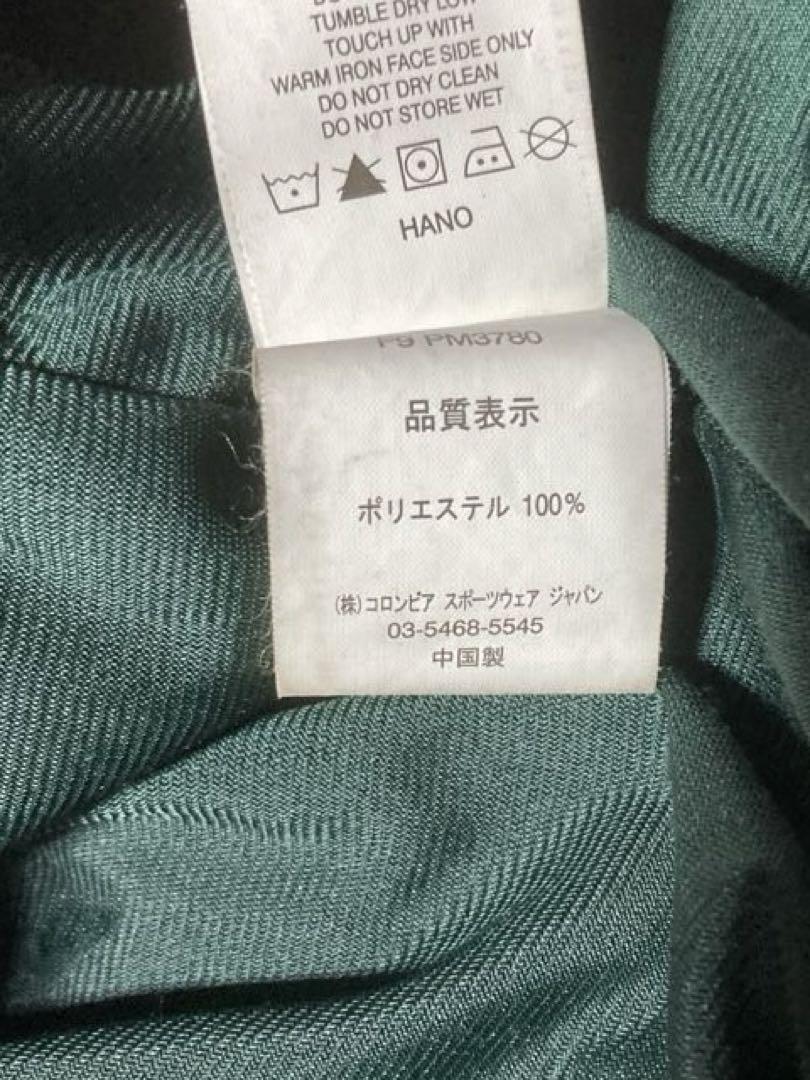 TUMBLE DRY LOW
TOUCH UP WITH
WARM IRON FACE SIDE ONLY
DO NOT DRY CLEAN
DO NOT STORE WET
HANO
F9 PM3780
品質表示
ポリエステル 100%
(株)コロンビア スポーツウェア ジャパン
03-5468-5545
中国製